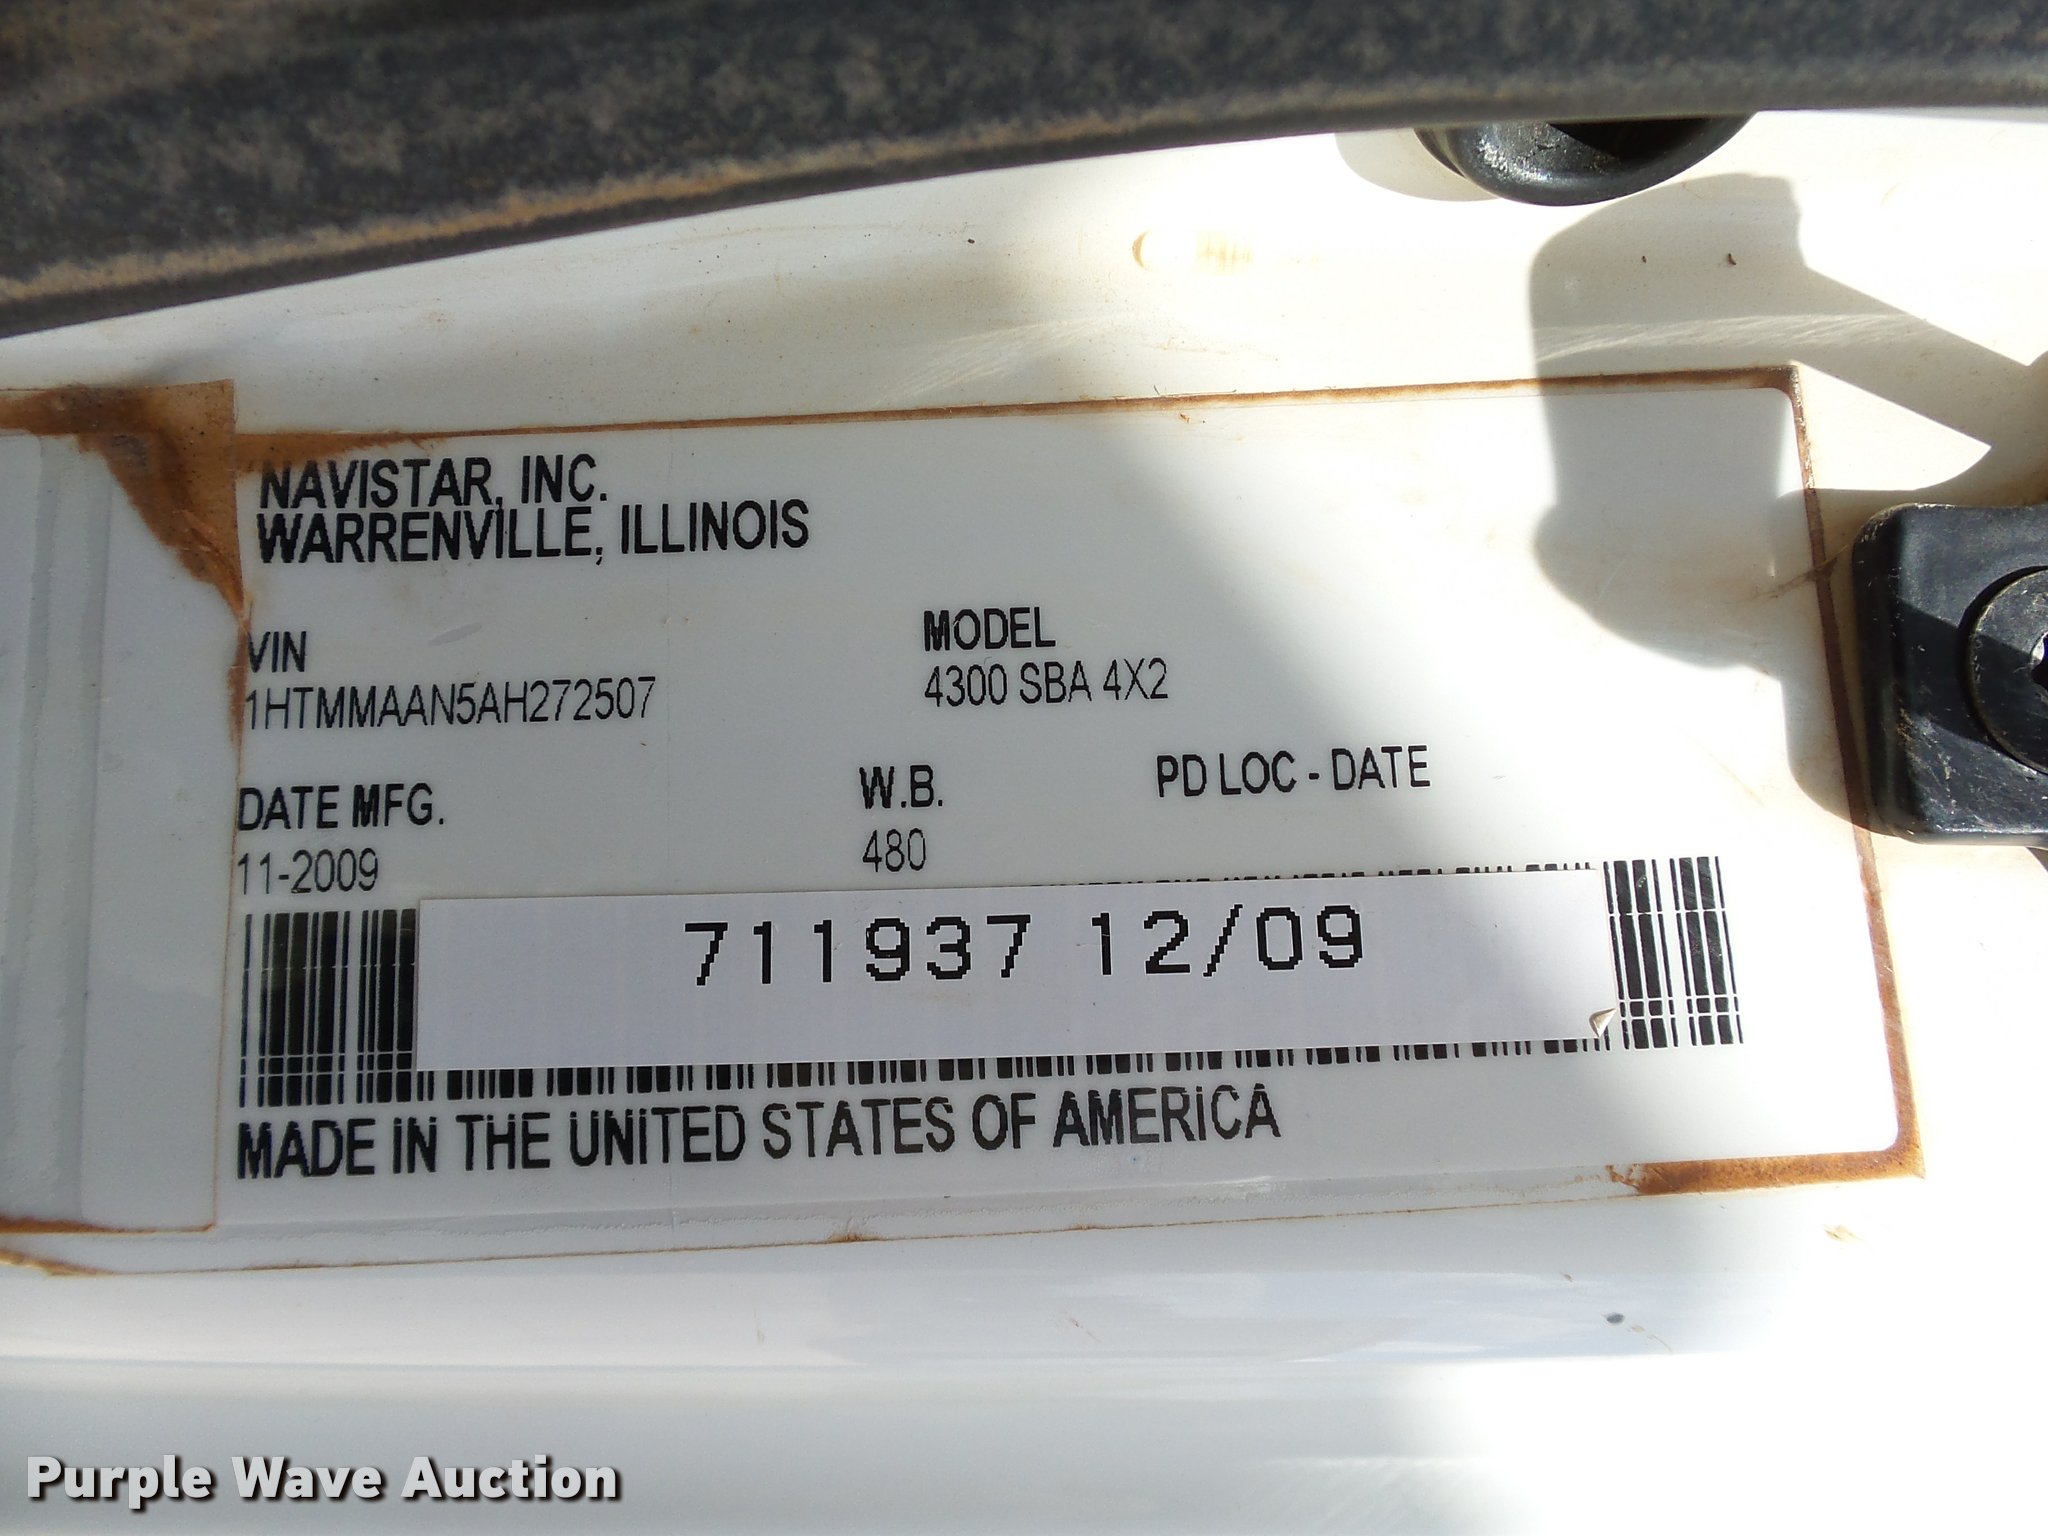 NAVISTAR, INC.
WARRENVILLE, ILLINOIS
VIN
1HTMMAAN5AH272507
MODEL
4300 SBA 4X2
DATE MFG.
11-2009
W.B.
480
PD LOC - DATE
711937 12/09
MADE IN THE UNITED STATES OF AMERICA
Purple Wave Auction